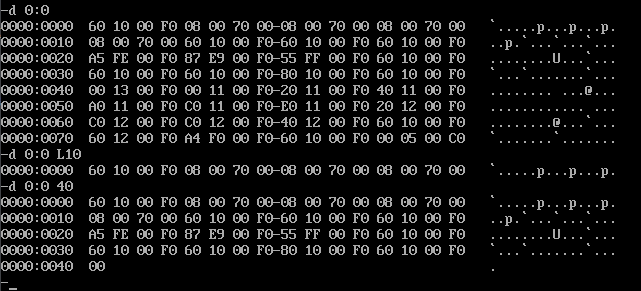 -d 0:0
0000:0000  60 10 00 F0 08 00 70 00-08 00 70 00 08 00 70 00   `.....p...p...p.
0000:0010  08 00 70 00 60 10 00 F0-60 10 00 F0 60 10 00 F0   ..p.`...`...`...
0000:0020  A5 FE 00 F0 87 E9 00 F0-55 FF 00 F0 60 10 00 F0   ........U...`...
0000:0030  60 10 00 F0 60 10 00 F0-80 10 00 F0 60 10 00 F0   `...`.......`...
0000:0040  00 13 00 F0 00 11 00 F0-20 11 00 F0 40 11 00 F0   ........ ...@...
0000:0050  A0 11 00 F0 C0 11 00 F0-E0 11 00 F0 20 12 00 F0   ............ ...
0000:0060  C0 12 00 F0 C0 12 00 F0-40 12 00 F0 60 10 00 F0   ........@...`...
0000:0070  60 12 00 F0 A4 F0 00 F0-60 10 00 F0 00 05 00 C0   `.......`.......
-d 0:0 L10
0000:0000  60 10 00 F0 08 00 70 00-08 00 70 00 08 00 70 00   `.....p...p...p.
-d 0:0 40
0000:0000  60 10 00 F0 08 00 70 00-08 00 70 00 08 00 70 00   `.....p...p...p.
0000:0010  08 00 70 00 60 10 00 F0-60 10 00 F0 60 10 00 F0   ..p.`...`...`...
0000:0020  A5 FE 00 F0 87 E9 00 F0-55 FF 00 F0 60 10 00 F0   ........U...`...
0000:0030  60 10 00 F0 60 10 00 F0-80 10 00 F0 60 10 00 F0   `...`.......`...
0000:0040  00                                                .
-_